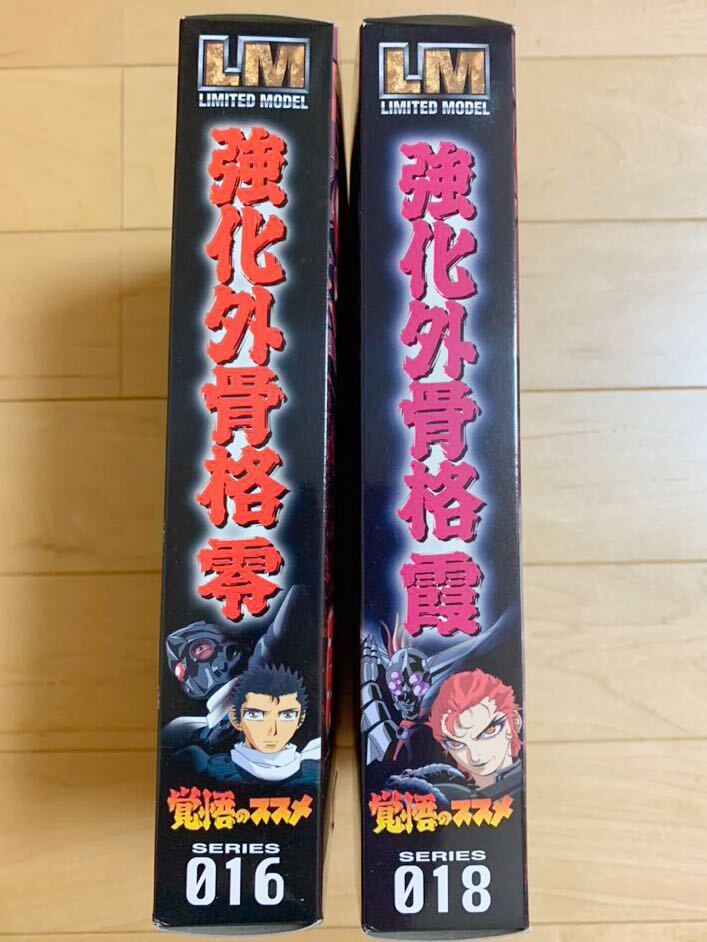 LM
LIMITED MODEL
強化外骨格 零
覚悟のススメ
SERIES
016
LM
LIMITED MODEL
強化外骨格 霞
覚悟のススメ
SERIES
018